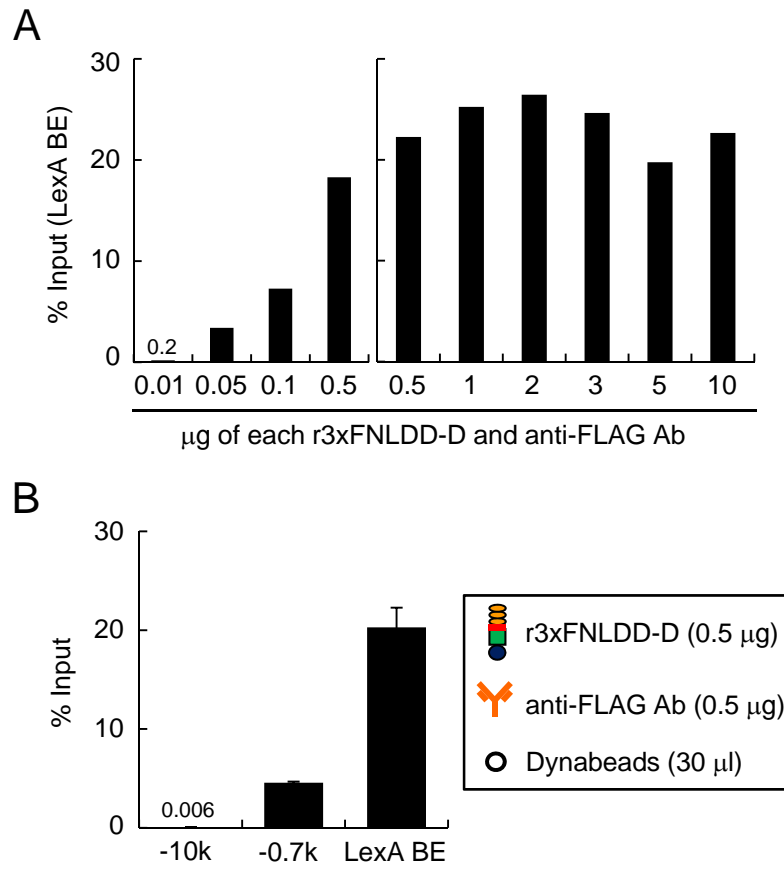 A
% Input (LexA BE)
30
20
10
0
0.2
0.01 0.05 0.1 0.5 0.5 1 2 3 5 10
μg of each r3xFNLDD-D and anti-FLAG Ab
B
% Input
30
20
10
0
0.006
-10k -0.7k LexA BE
r3xFNLDD-D (0.5 μg)
anti-FLAG Ab (0.5 μg)
Dynabeads (30 μl)